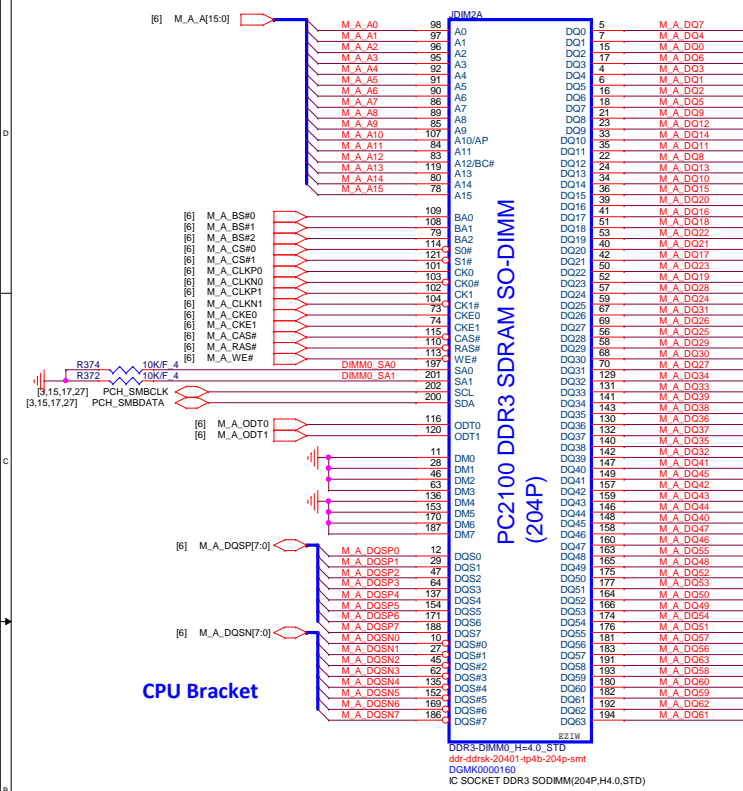 JDIM2A
[6] M_A_A[15:0]
M_A_A0 98 A0
M_A_A1 97 A1
M_A_A2 96 A2
M_A_A3 95 A3
M_A_A4 92 A4
M_A_A5 91 A5
M_A_A6 90 A6
M_A_A7 86 A7
M_A_A8 89 A8
M_A_A9 85 A9
M_A_A10 107 A10/AP
M_A_A11 84 A11
M_A_A12 83 A12/BC#
M_A_A13 119 A13
M_A_A14 80 A14
M_A_A15 78 A15
[6] M_A_BS#0 109 BA0
[6] M_A_BS#1 108 BA1
[6] M_A_BS#2 79 BA2
[6] M_A_CS#0 114 S0#
[6] M_A_CS#1 121 S1#
[6] M_A_CLKP0 101 CK0
[6] M_A_CLKN0 103 CK0#
[6] M_A_CLKP1 102 CK1
[6] M_A_CLKN1 104 CK1#
[6] M_A_CKE0 73 CKE0
[6] M_A_CKE1 74 CKE1
[6] M_A_CAS# 115 CAS#
[6] M_A_RAS# 110 RAS#
[6] M_A_WE# 113 WE#
R374 10K/F_4 DIMM0_SA0 197 SA0
R372 10K/F_4 DIMM0_SA1 201 SA1
[3,15,17,27] PCH_SMBCLK 202 SCL
[3,15,17,27] PCH_SMBDATA 200 SDA
[6] M_A_ODT0 116 ODT0
[6] M_A_ODT1 120 ODT1
11 DM0
28 DM1
46 DM2
63 DM3
136 DM4
153 DM5
170 DM6
187 DM7
[6] M_A_DQSP[7:0]
M_A_DQSP0 12 DQS0
M_A_DQSP1 29 DQS1
M_A_DQSP2 47 DQS2
M_A_DQSP3 64 DQS3
M_A_DQSP4 137 DQS4
M_A_DQSP5 154 DQS5
M_A_DQSP6 171 DQS6
M_A_DQSP7 188 DQS7
[6] M_A_DQSN[7:0]
M_A_DQSN0 10 DQS#0
M_A_DQSN1 27 DQS#1
M_A_DQSN2 45 DQS#2
M_A_DQSN3 62 DQS#3
M_A_DQSN4 135 DQS#4
M_A_DQSN5 152 DQS#5
M_A_DQSN6 169 DQS#6
M_A_DQSN7 186 DQS#7
PC2100 DDR3 SDRAM SO-DIMM
(204P)
DQ0 5 M_A_DQ7
DQ1 7 M_A_DQ4
DQ2 15 M_A_DQ0
DQ3 17 M_A_DQ6
DQ4 4 M_A_DQ3
DQ5 6 M_A_DQ1
DQ6 16 M_A_DQ2
DQ7 18 M_A_DQ5
DQ8 21 M_A_DQ9
DQ9 23 M_A_DQ12
DQ10 33 M_A_DQ14
DQ11 35 M_A_DQ11
DQ12 22 M_A_DQ8
DQ13 24 M_A_DQ13
DQ14 34 M_A_DQ10
DQ15 36 M_A_DQ15
DQ16 39 M_A_DQ20
DQ17 41 M_A_DQ16
DQ18 51 M_A_DQ18
DQ19 53 M_A_DQ22
DQ20 40 M_A_DQ21
DQ21 42 M_A_DQ17
DQ22 50 M_A_DQ23
DQ23 52 M_A_DQ19
DQ24 57 M_A_DQ28
DQ25 59 M_A_DQ24
DQ26 67 M_A_DQ31
DQ27 69 M_A_DQ26
DQ28 56 M_A_DQ25
DQ29 58 M_A_DQ29
DQ30 68 M_A_DQ30
DQ31 70 M_A_DQ27
DQ32 129 M_A_DQ34
DQ33 131 M_A_DQ33
DQ34 141 M_A_DQ39
DQ35 143 M_A_DQ38
DQ36 130 M_A_DQ36
DQ37 132 M_A_DQ37
DQ38 140 M_A_DQ35
DQ39 142 M_A_DQ32
DQ40 147 M_A_DQ41
DQ41 149 M_A_DQ45
DQ42 157 M_A_DQ42
DQ43 159 M_A_DQ43
DQ44 146 M_A_DQ44
DQ45 148 M_A_DQ40
DQ46 158 M_A_DQ47
DQ47 160 M_A_DQ46
DQ48 163 M_A_DQ55
DQ49 165 M_A_DQ48
DQ50 175 M_A_DQ52
DQ51 177 M_A_DQ53
DQ52 164 M_A_DQ50
DQ53 166 M_A_DQ49
DQ54 174 M_A_DQ54
DQ55 176 M_A_DQ51
DQ56 181 M_A_DQ57
DQ57 183 M_A_DQ56
DQ58 191 M_A_DQ63
DQ59 193 M_A_DQ58
DQ60 180 M_A_DQ60
DQ61 182 M_A_DQ59
DQ62 192 M_A_DQ62
DQ63 194 M_A_DQ61
EZIW
CPU Bracket
DDR3-DIMM0_H=4.0_STD
ddr-ddrsk-20401-tp4b-204p-smt
DGMK0000160
IC SOCKET DDR3 SODIMM(204P,H4.0,STD)
D
C
B